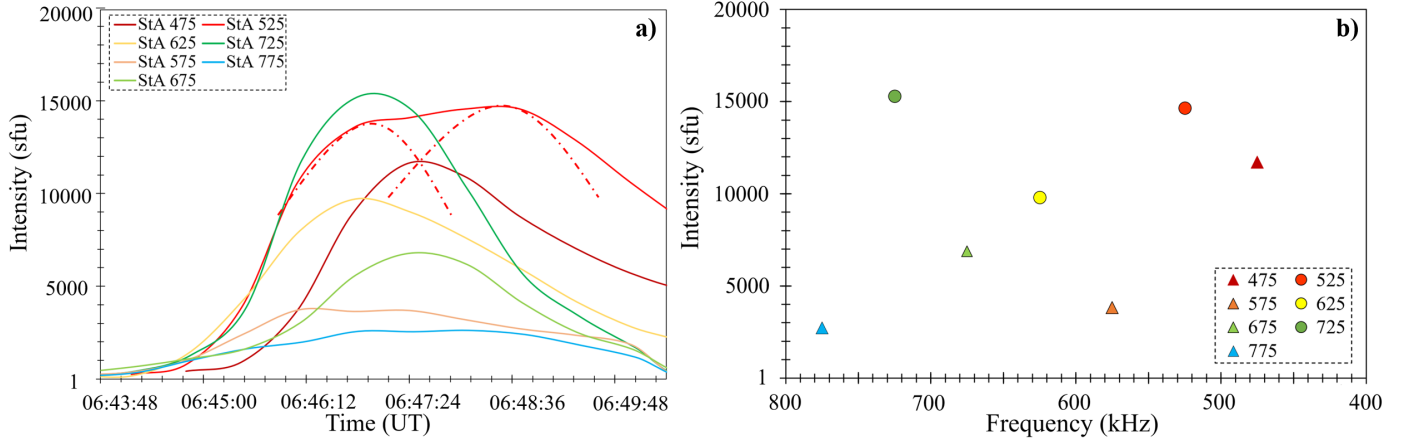 20000
15000
10000
5000
1
Intensity (sfu)
StA 475 StA 525
StA 625 StA 725
StA 575 StA 775
StA 675
a)
06:43:48 06:45:00 06:46:12 06:47:24 06:48:36 06:49:48
Time (UT)
20000
15000
10000
5000
1
Intensity (sfu)
b)
475 525
575 625
675 725
775
800 700 600 500 400
Frequency (kHz)